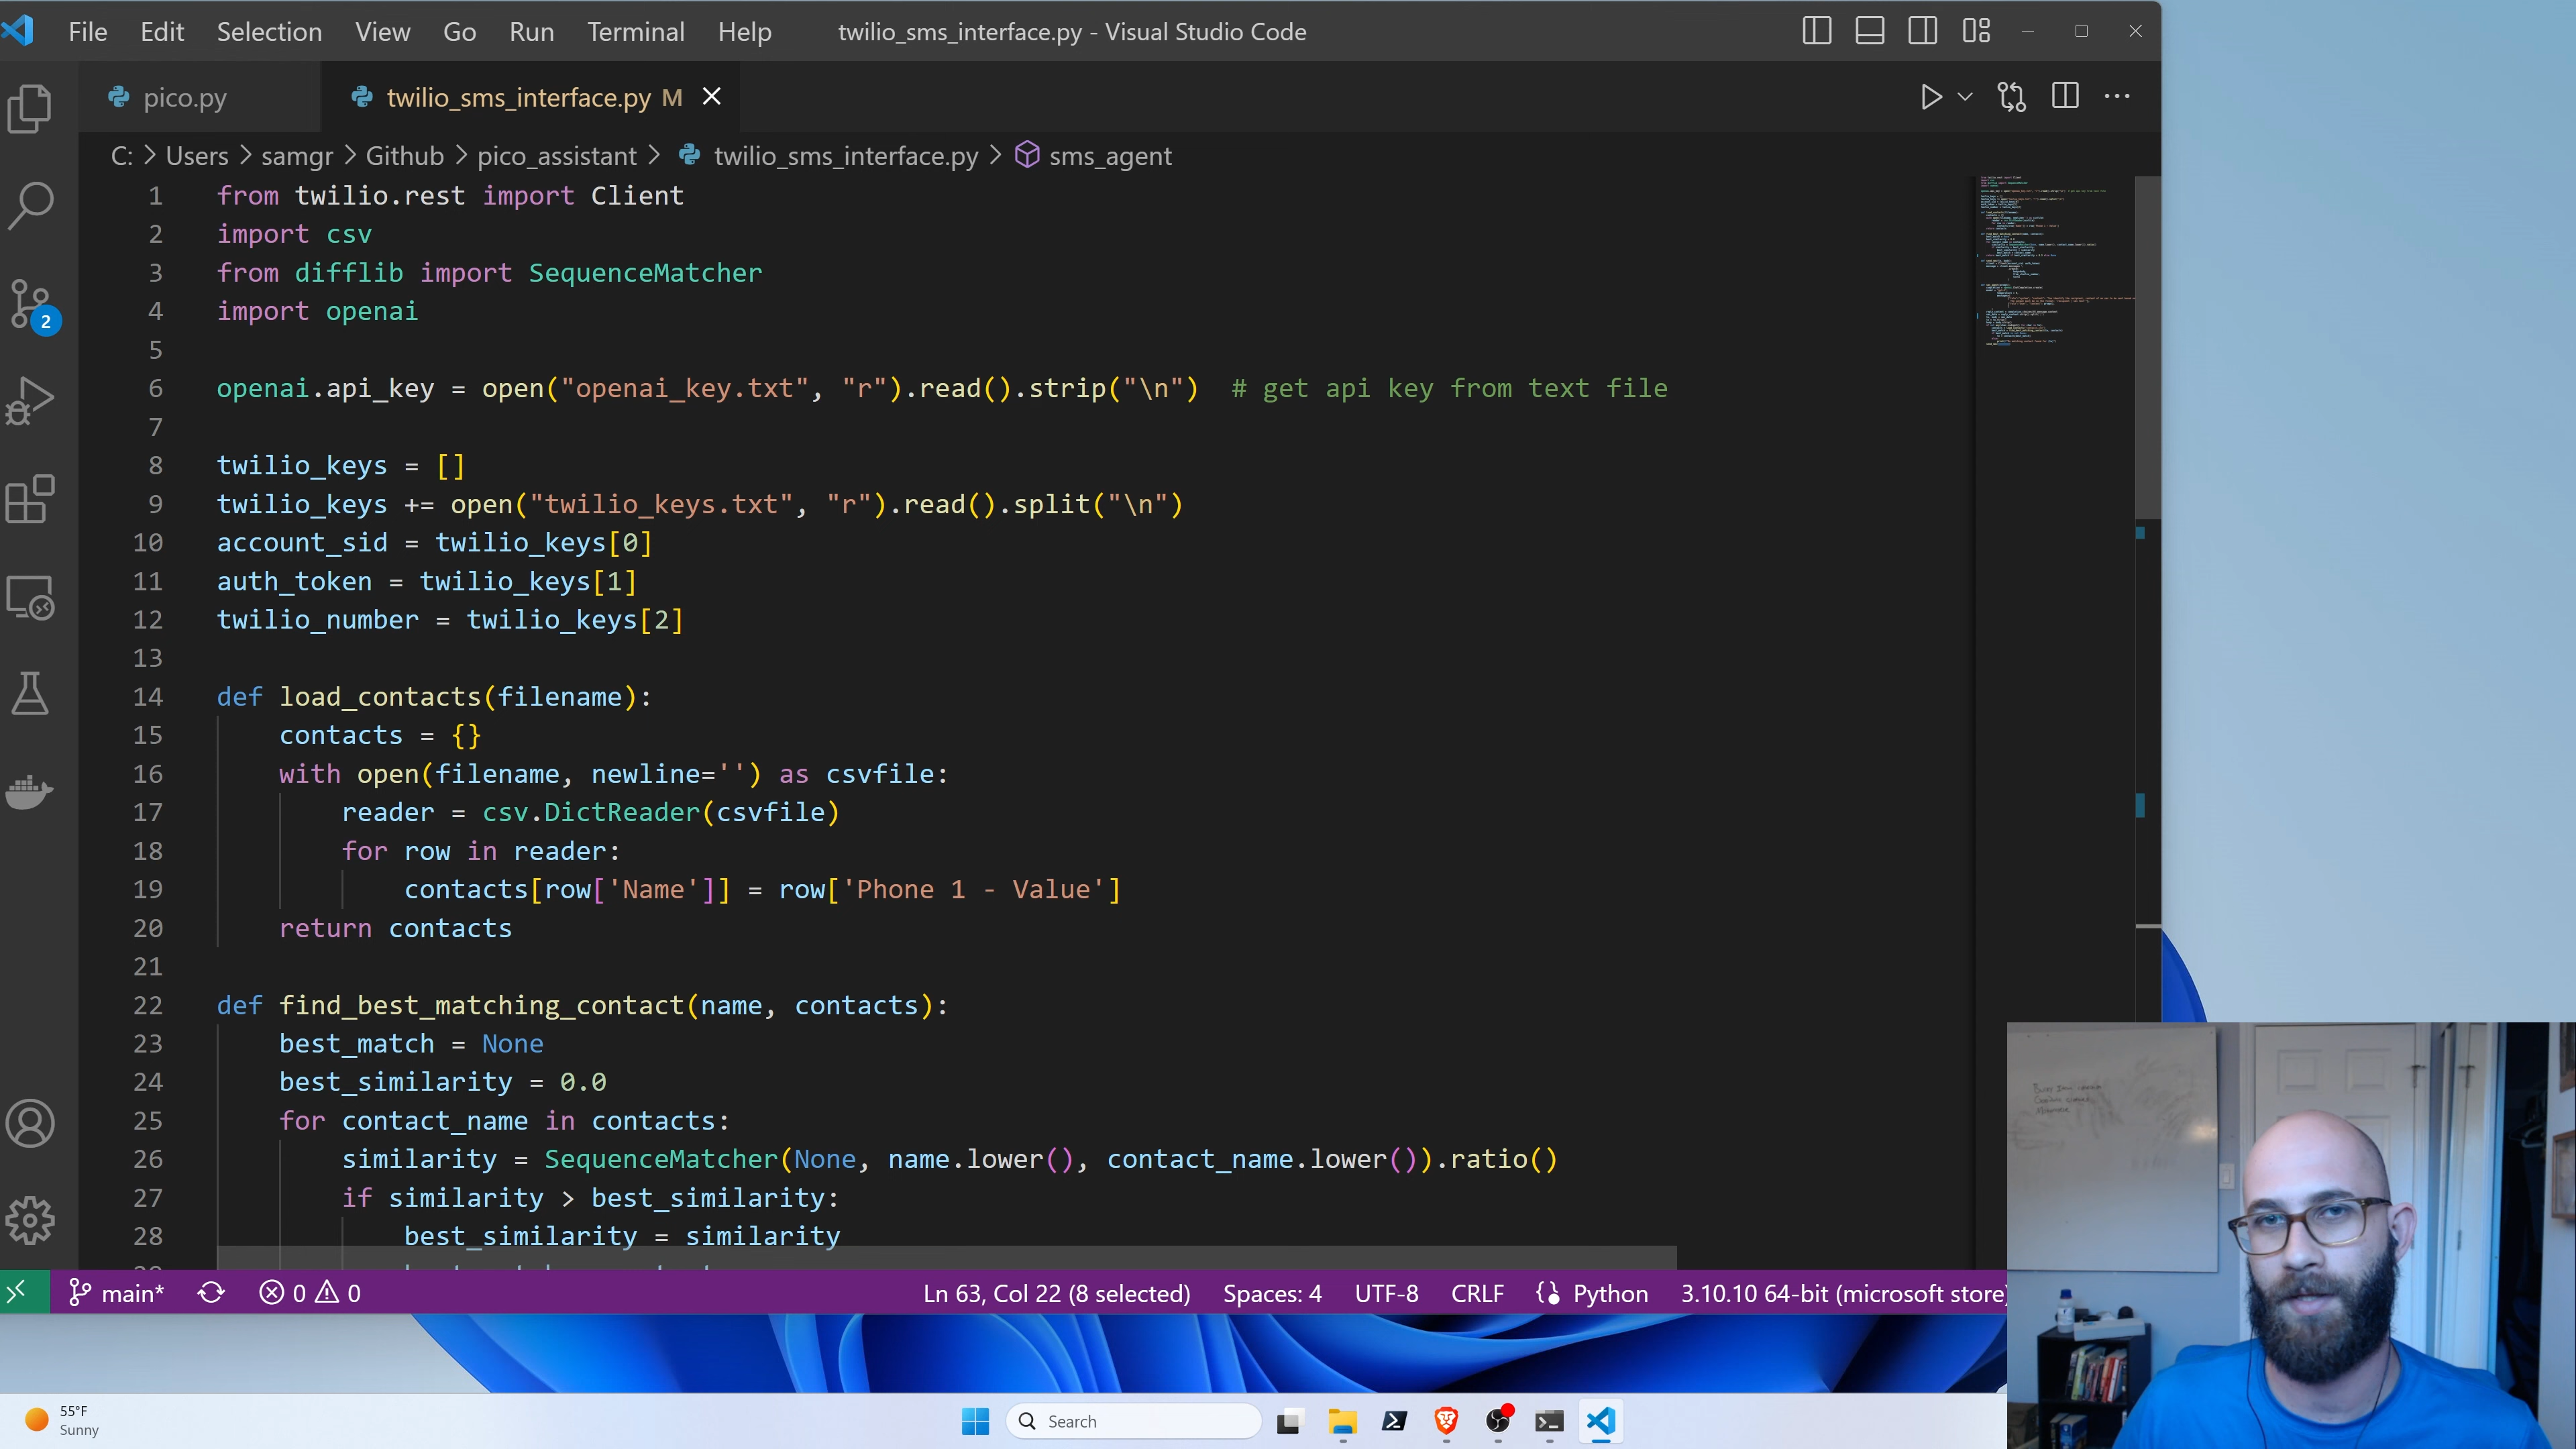 File Edit Selection View Go Run Terminal Help twilio_sms_interface.py - Visual Studio Code
pico.py twilio_sms_interface.py M
C: > Users > samgr > Github > pico_assistant > twilio_sms_interface.py > sms_agent
1 from twilio.rest import Client
2 import csv
3 from difflib import SequenceMatcher
4 import openai
5
6 openai.api_key = open("openai_key.txt", "r").read().strip("\n")  # get api key from text file
7
8 twilio_keys = []
9 twilio_keys += open("twilio_keys.txt", "r").read().split("\n")
10 account_sid = twilio_keys[0]
11 auth_token = twilio_keys[1]
12 twilio_number = twilio_keys[2]
13
14 def load_contacts(filename):
15     contacts = {}
16     with open(filename, newline='') as csvfile:
17         reader = csv.DictReader(csvfile)
18         for row in reader:
19             contacts[row['Name']] = row['Phone 1 - Value']
20     return contacts
21
22 def find_best_matching_contact(name, contacts):
23     best_match = None
24     best_similarity = 0.0
25     for contact_name in contacts:
26         similarity = SequenceMatcher(None, name.lower(), contact_name.lower()).ratio()
27         if similarity > best_similarity:
28             best_similarity = similarity
2
main* 0 0 Ln 63, Col 22 (8 selected) Spaces: 4 UTF-8 CRLF Python 3.10.10 64-bit (microsoft store)
55°F
Sunny
Search